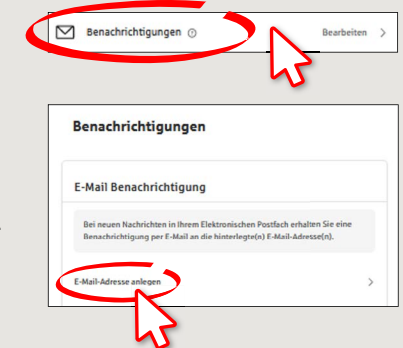 Benachrichtigungen
Bearbeiten
Benachrichtigungen
E-Mail Benachrichtigung
Bei neuen Nachrichten in Ihrem Elektronischen Postfach erhalten Sie eine
Benachrichtigung per E-Mail an die hinterlegte(n) E-Mail-Adresse(n).
E-Mail-Adresse anlegen